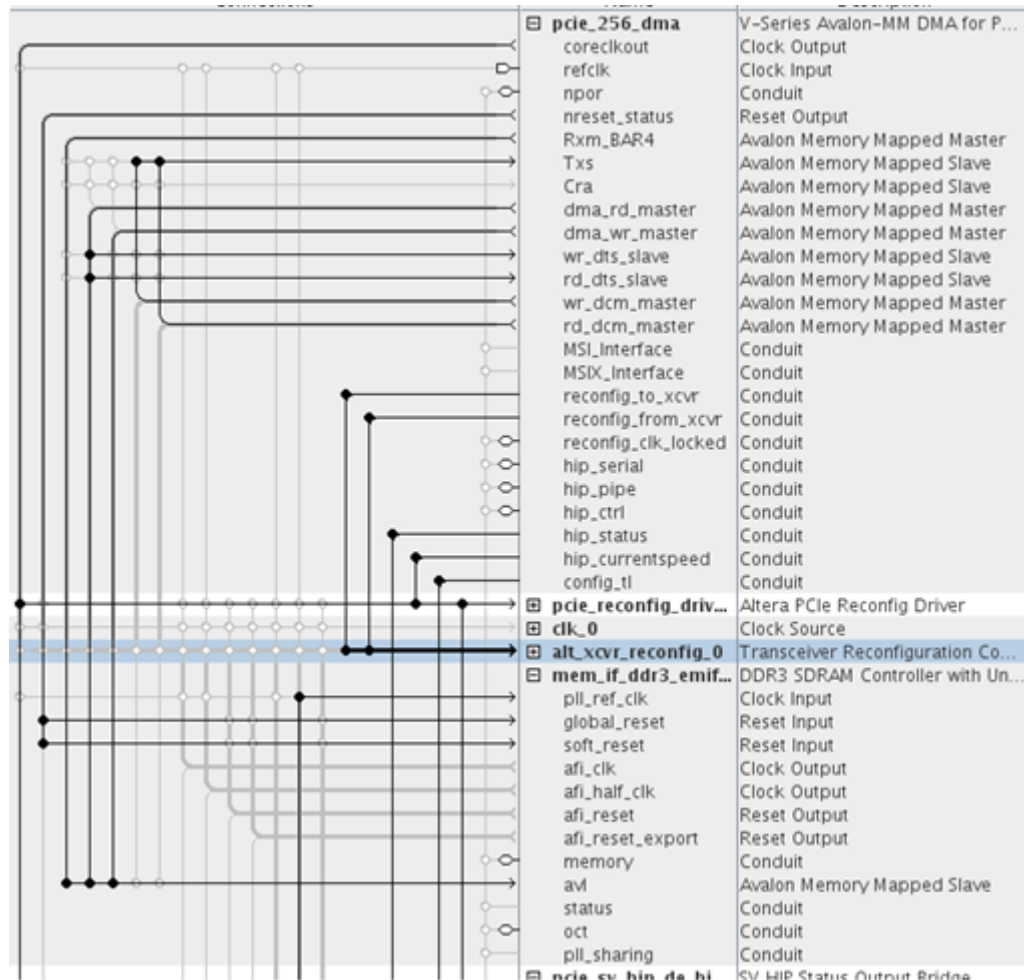 pcie_256_dma V-Series Avalon-MM DMA for P...
coreclkout Clock Output
refclk Clock Input
npor Conduit
nreset_status Reset Output
Rxm_BAR4 Avalon Memory Mapped Master
Txs Avalon Memory Mapped Slave
Cra Avalon Memory Mapped Slave
dma_rd_master Avalon Memory Mapped Master
dma_wr_master Avalon Memory Mapped Master
wr_dts_slave Avalon Memory Mapped Slave
rd_dts_slave Avalon Memory Mapped Slave
wr_dcm_master Avalon Memory Mapped Master
rd_dcm_master Avalon Memory Mapped Master
MSI_Interface Conduit
MSIX_Interface Conduit
reconfig_to_xcvr Conduit
reconfig_from_xcvr Conduit
reconfig_clk_locked Conduit
hip_serial Conduit
hip_pipe Conduit
hip_ctrl Conduit
hip_status Conduit
hip_currentspeed Conduit
config_tl Conduit
pcie_reconfig_driv... Altera PCIe Reconfig Driver
clk_0 Clock Source
alt_xcvr_reconfig_0 Transceiver Reconfiguration Co...
mem_if_ddr3_emif... DDR3 SDRAM Controller with Un...
pll_ref_clk Clock Input
global_reset Reset Input
soft_reset Reset Input
afi_clk Clock Output
afi_half_clk Clock Output
afi_reset Reset Output
afi_reset_export Reset Output
memory Conduit
avl Avalon Memory Mapped Slave
status Conduit
oct Conduit
pll_sharing Conduit
SV HIP Status Output Bridge